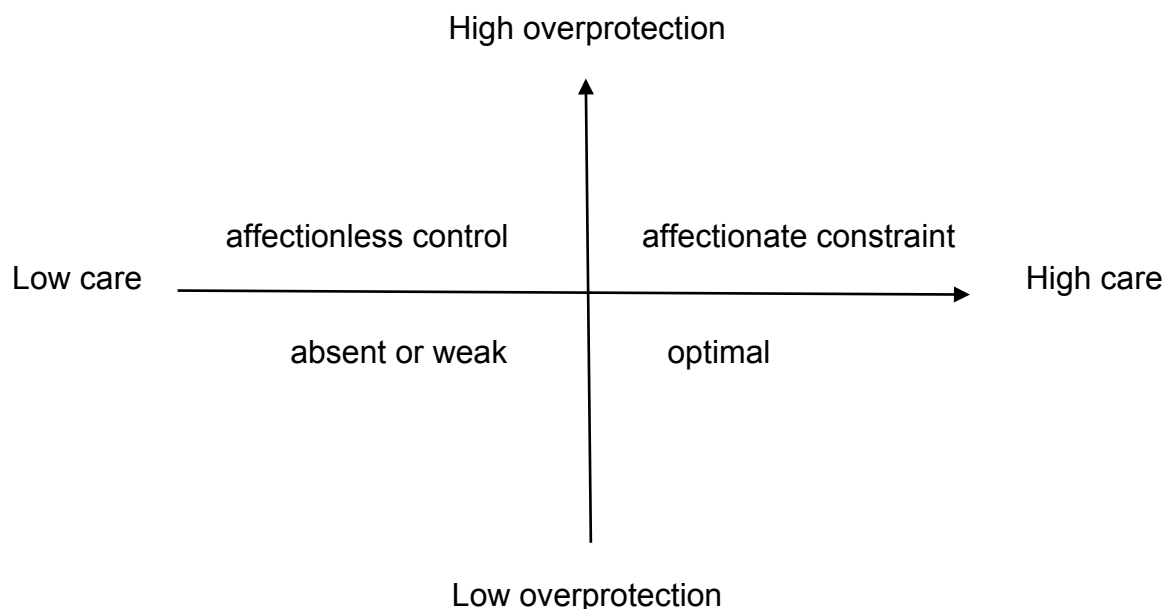 High overprotection
affectionless control
affectionate constraint
Low care
High care
absent or weak
optimal
Low overprotection